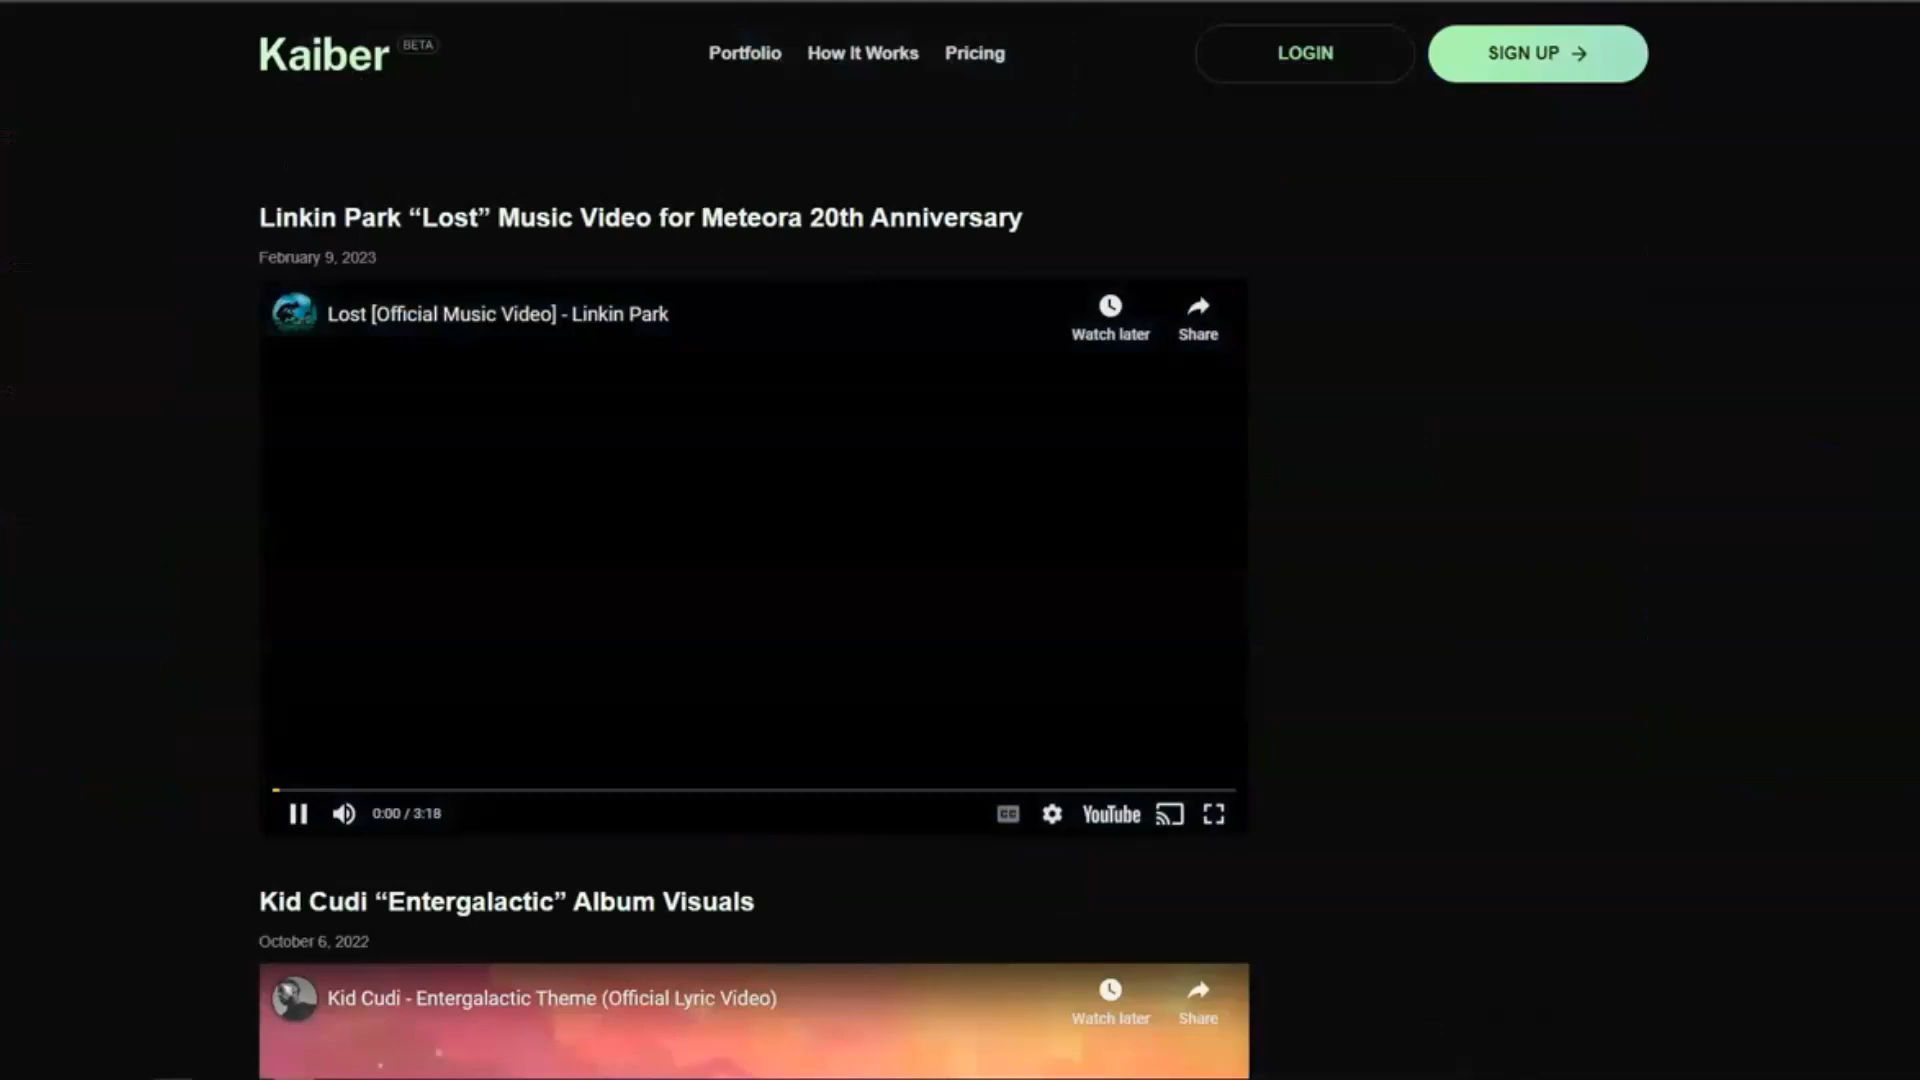 Kaiber BETA
Portfolio How It Works Pricing
LOGIN
SIGN UP →
Linkin Park “Lost” Music Video for Meteora 20th Anniversary
February 9, 2023
Lost [Official Music Video] - Linkin Park
Watch later Share
0:00 / 3:18
CC YouTube
Kid Cudi “Entergalactic” Album Visuals
October 6, 2022
Kid Cudi - Entergalactic Theme (Official Lyric Video)
Watch later Share